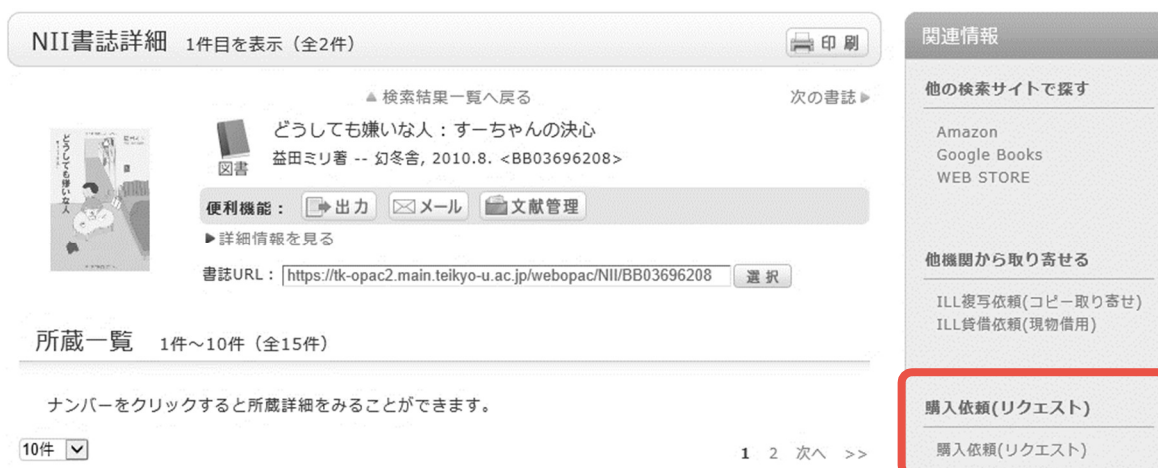 NII書誌詳細 1件目を表示（全2件）
印 刷
▲検索結果一覧へ戻る 次の書誌▶
どうしても嫌いな人
図書
どうしても嫌いな人：すーちゃんの決心
益田ミリ著 -- 幻冬舎, 2010.8. <BB03696208>
便利機能： 出力 メール 文献管理
▶詳細情報を見る
書誌URL： https://tk-opac2.main.teikyo-u.ac.jp/webopac/NII/BB03696208 選 択
所蔵一覧 1件～10件（全15件）
ナンバーをクリックすると所蔵詳細をみることができます。
10件
1 2 次へ >>
関連情報
他の検索サイトで探す
Amazon
Google Books
WEB STORE
他機関から取り寄せる
ILL複写依頼(コピー取り寄せ)
ILL貸借依頼(現物借用)
購入依頼(リクエスト)
購入依頼(リクエスト)